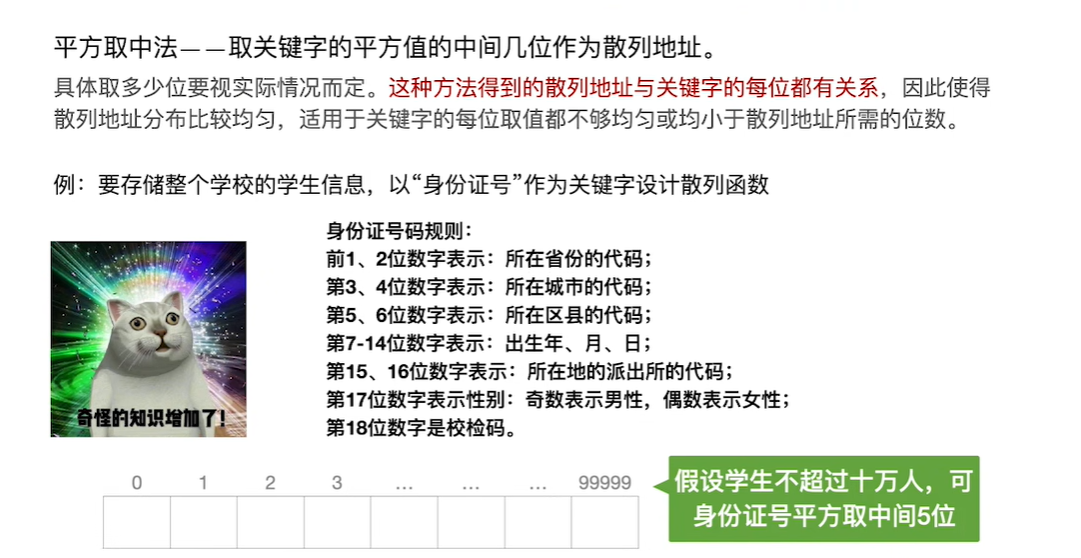 平方取中法——取关键字的平方值的中间几位作为散列地址。
具体取多少位要视实际情况而定。这种方法得到的散列地址与关键字的每位都有关系，因此使得
散列地址分布比较均匀，适用于关键字的每位取值都不够均匀或均小于散列地址所需的位数。
例：要存储整个学校的学生信息，以“身份证号”作为关键字设计散列函数
身份证号码规则：
前1、2位数字表示：所在省份的代码；
第3、4位数字表示：所在城市的代码；
第5、6位数字表示：所在区县的代码；
第7-14位数字表示：出生年、月、日；
第15、16位数字表示：所在地的派出所的代码；
第17位数字表示性别：奇数表示男性，偶数表示女性；
第18位数字是校检码。
奇怪的知识增加了！
0 1 2 3 … … … 99999
假设学生不超过十万人，可
身份证号平方取中间5位